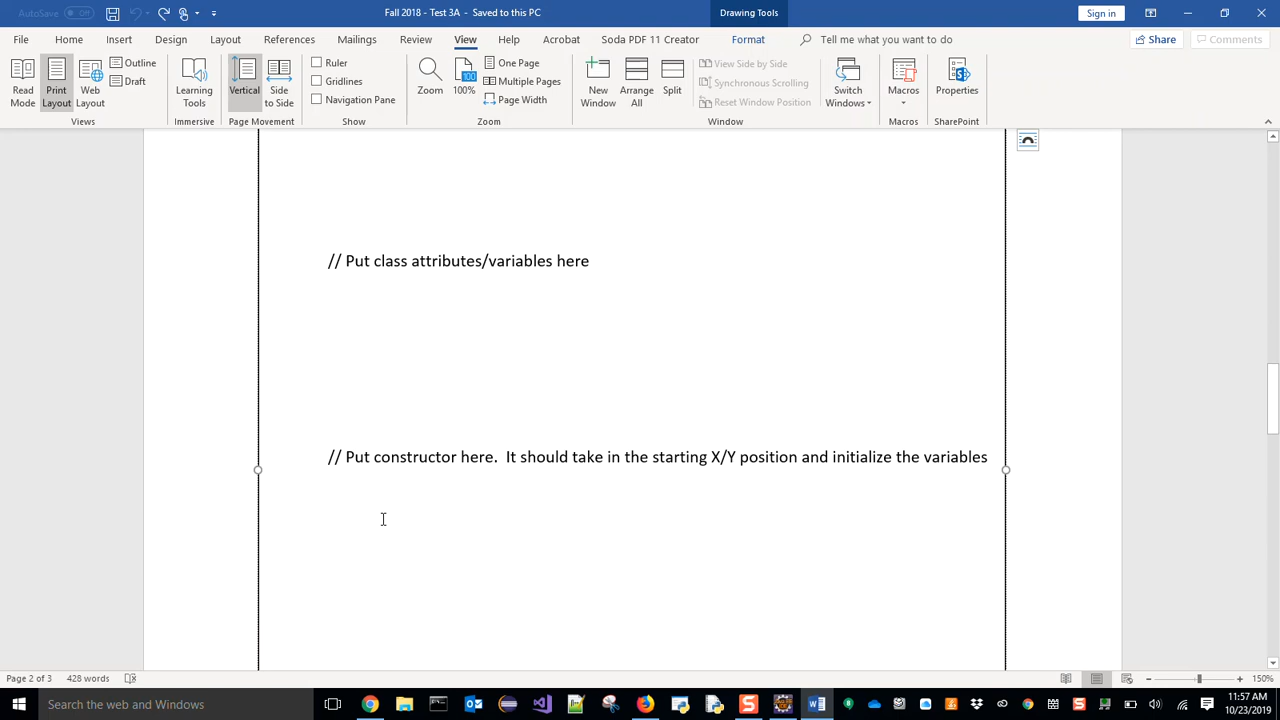 AutoSave Off
Fall 2018 - Test 3A - Saved to this PC
Drawing Tools
Sign in
File Home Insert Design Layout References Mailings Review View Help Acrobat Soda PDF 11 Creator Format Tell me what you want to do Share Comments
Read Mode
Print Layout
Web Layout
Outline
Draft
Views
Learning Tools
Immersive
Vertical
Side to Side
Page Movement
Ruler
Gridlines
Navigation Pane
Show
Zoom
100
100%
One Page
Multiple Pages
Page Width
Zoom
New Window
Arrange All
Split
View Side by Side
Synchronous Scrolling
Reset Window Position
Switch Windows
Window
Macros
Macros
Properties
SharePoint
// Put class attributes/variables here
// Put constructor here.  It should take in the starting X/Y position and initialize the variables
Page 2 of 3 428 words
150%
Search the web and Windows
11:57 AM
10/23/2019